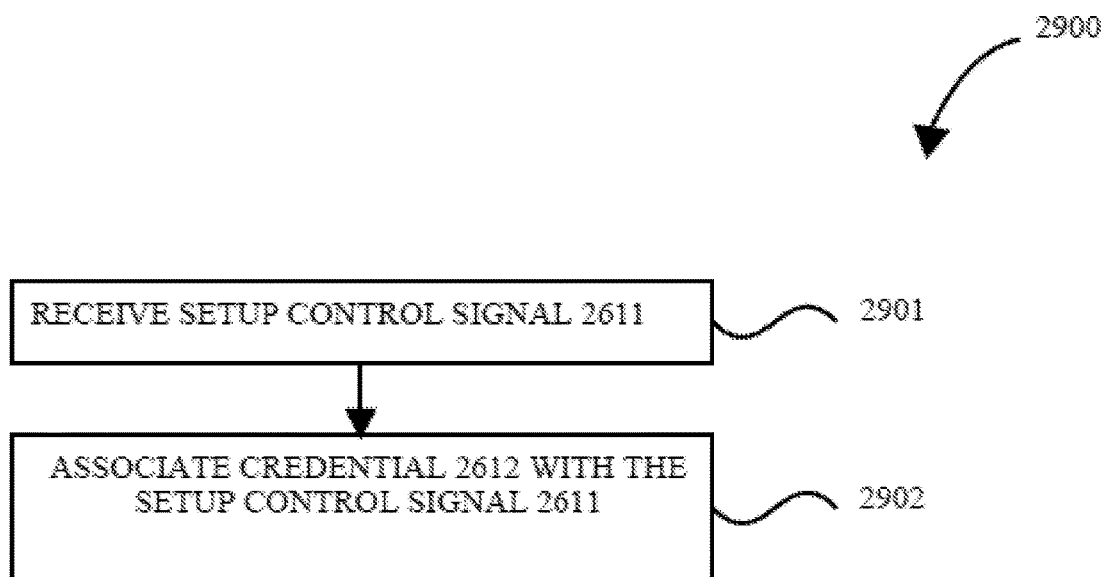 2900
RECEIVE SETUP CONTROL SIGNAL 2611
2901
ASSOCIATE CREDENTIAL 2612 WITH THE
SETUP CONTROL SIGNAL 2611
2902